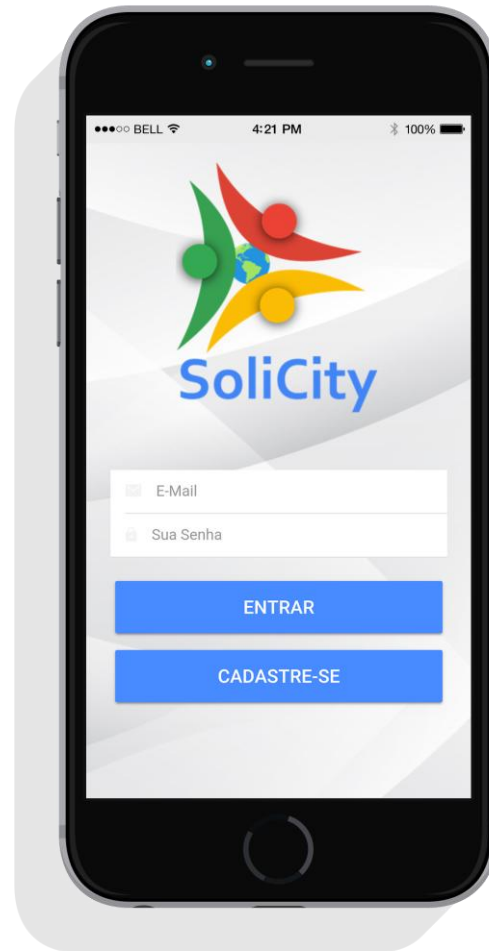 ●●●○○ BELL 4:21 PM 100%
SoliCity
E-Mail
Sua Senha
ENTRAR
CADASTRE-SE